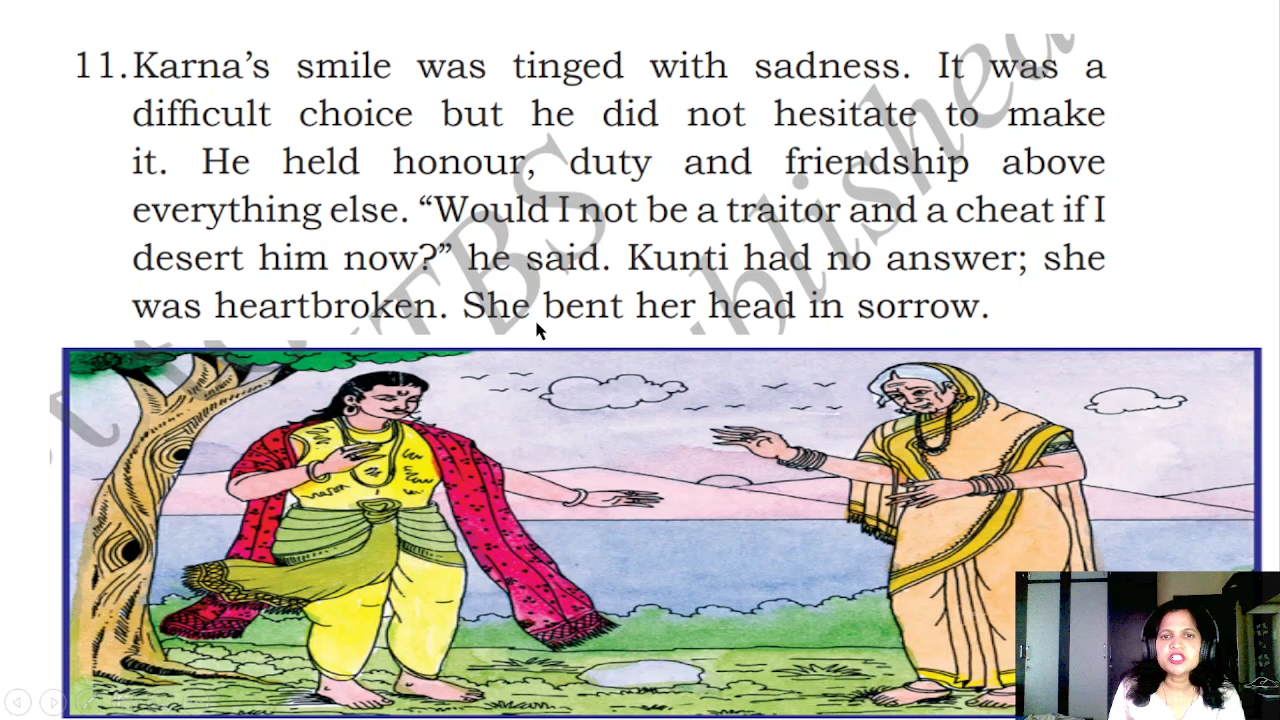 11. Karna's smile was tinged with sadness. It was a
difficult choice but he did not hesitate to make
it. He held honour, duty and friendship above
everything else. “Would I not be a traitor and a cheat if I
desert him now?” he said. Kunti had no answer; she
was heartbroken. She bent her head in sorrow.